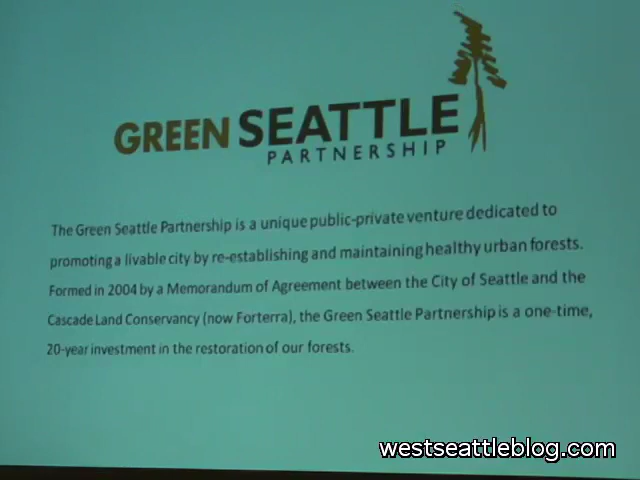 GREEN SEATTLE
PARTNERSHIP
The Green Seattle Partnership is a unique public-private venture dedicated to
promoting a livable city by re-establishing and maintaining healthy urban forests.
Formed in 2004 by a Memorandum of Agreement between the City of Seattle and the
Cascade Land Conservancy (now Forterra), the Green Seattle Partnership is a one-time,
20-year investment in the restoration of our forests.
westseattleblog.com